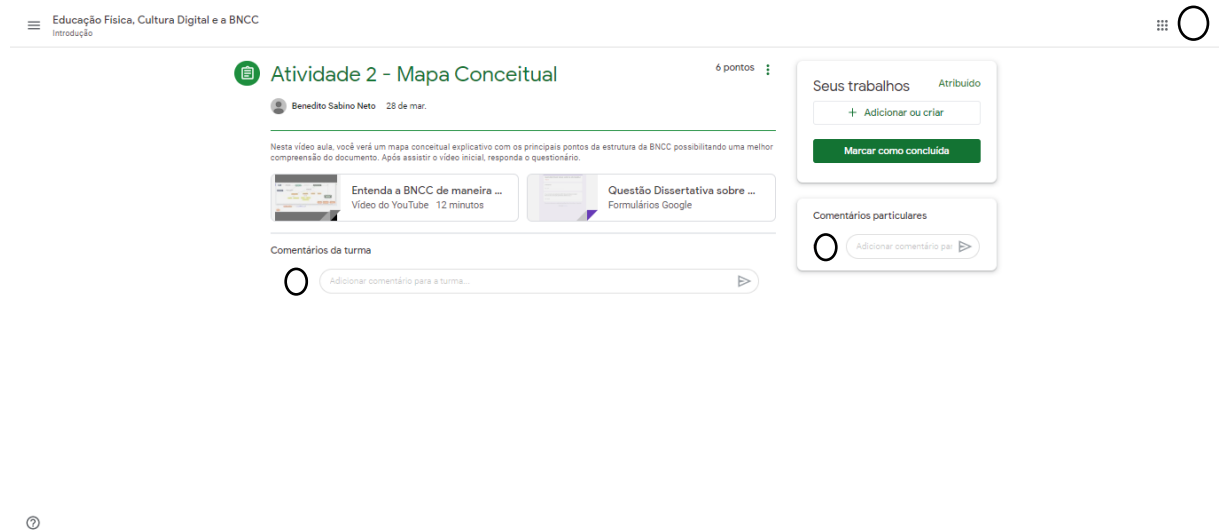 Educação Física, Cultura Digital e a BNCC
Introdução
Atividade 2 - Mapa Conceitual
6 pontos
Benedito Sabino Neto 28 de mar.
Nesta vídeo aula, você verá um mapa conceitual explicativo com os principais pontos da estrutura da BNCC possibilitando uma melhor
compreensão do documento. Após assistir o vídeo inicial, responda o questionário.
Entenda a BNCC de maneira ...
Vídeo do YouTube 12 minutos
Questão Dissertativa sobre ...
Formulários Google
Comentários da turma
Adicionar comentário para a turma...
Seus trabalhos
Atribuído
+ Adicionar ou criar
Marcar como concluída
Comentários particulares
Adicionar comentário par